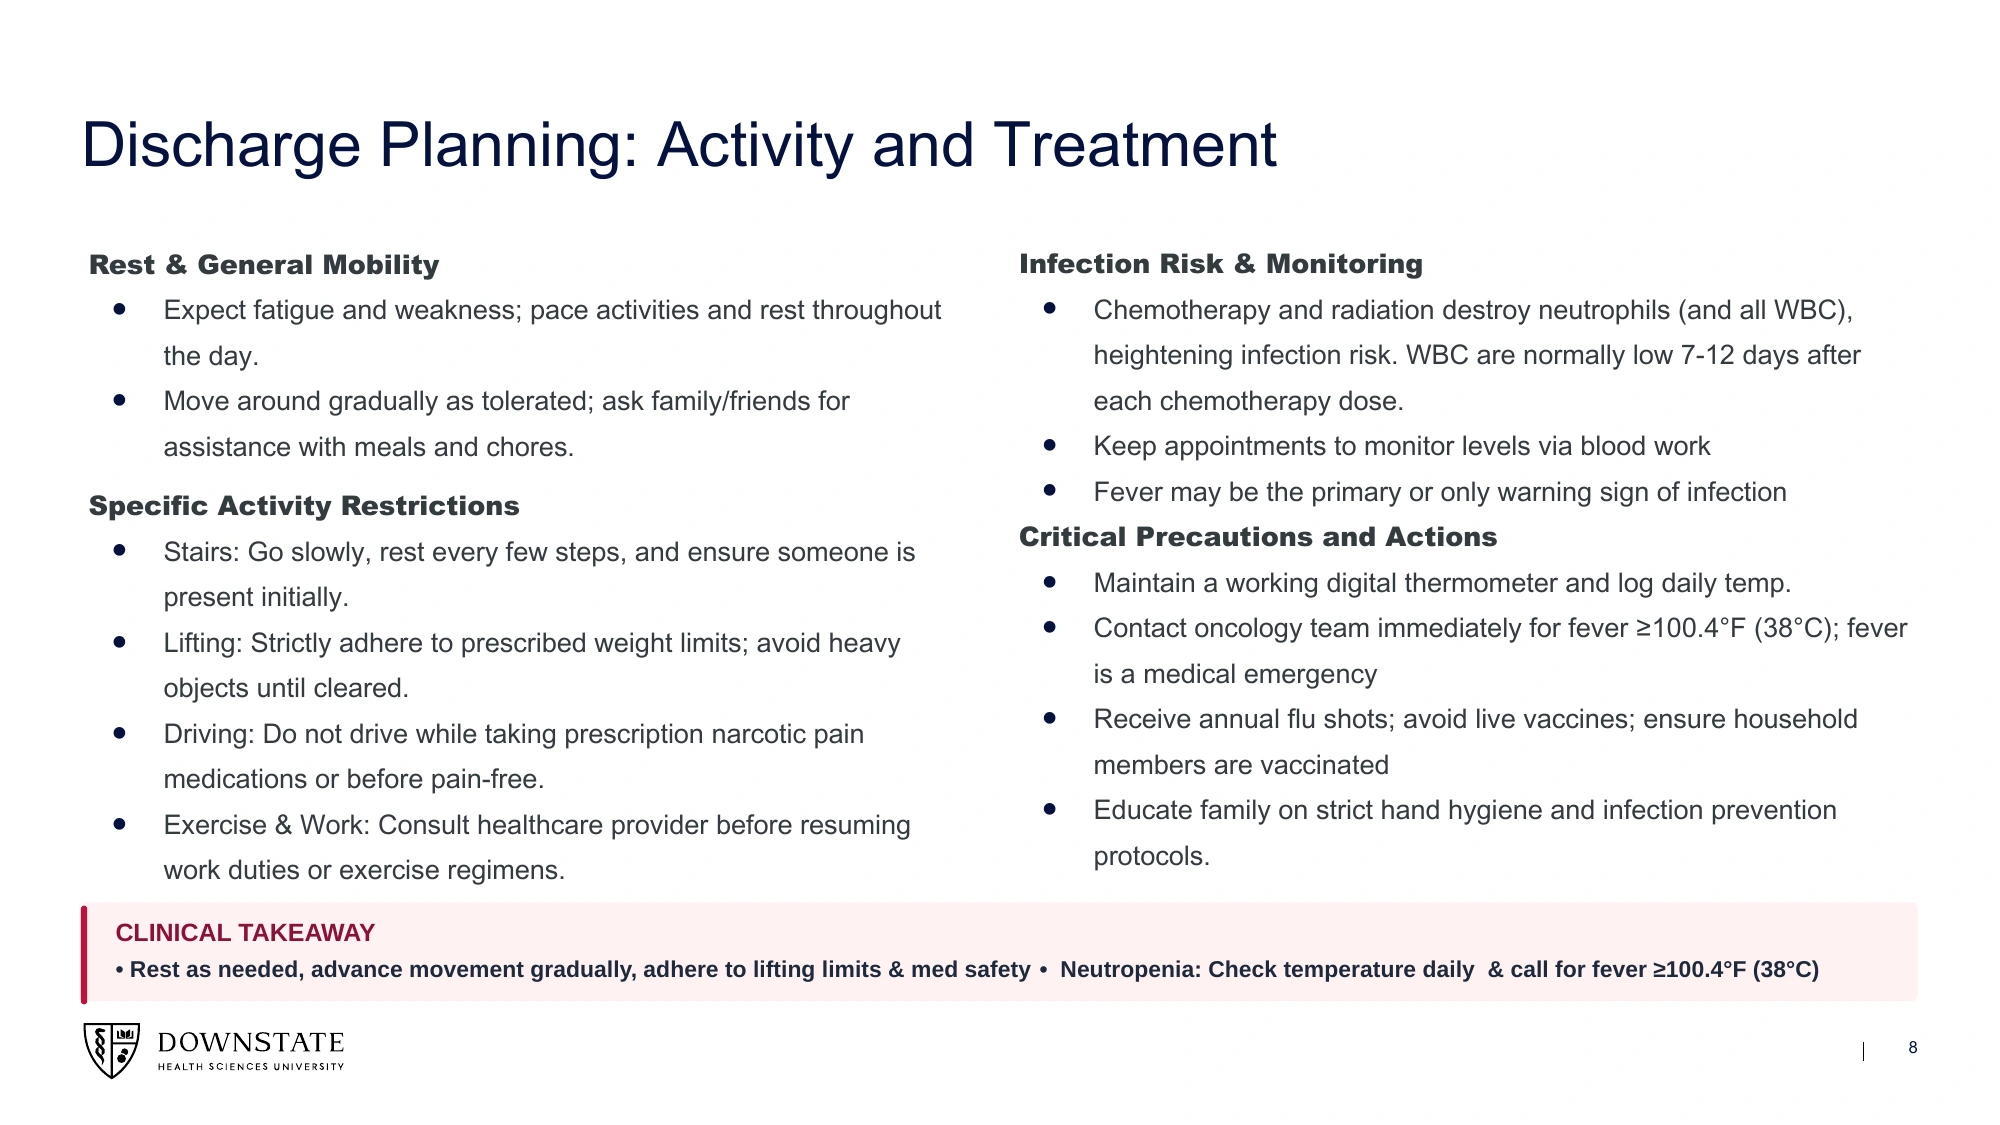 Discharge Planning: Activity and Treatment
Rest & General Mobility
● Expect fatigue and weakness; pace activities and rest throughout
the day.
● Move around gradually as tolerated; ask family/friends for
assistance with meals and chores.
Specific Activity Restrictions
● Stairs: Go slowly, rest every few steps, and ensure someone is
present initially.
● Lifting: Strictly adhere to prescribed weight limits; avoid heavy
objects until cleared.
● Driving: Do not drive while taking prescription narcotic pain
medications or before pain-free.
● Exercise & Work: Consult healthcare provider before resuming
work duties or exercise regimens.
Infection Risk & Monitoring
● Chemotherapy and radiation destroy neutrophils (and all WBC),
heightening infection risk. WBC are normally low 7-12 days after
each chemotherapy dose.
● Keep appointments to monitor levels via blood work
● Fever may be the primary or only warning sign of infection
Critical Precautions and Actions
● Maintain a working digital thermometer and log daily temp.
● Contact oncology team immediately for fever ≥100.4°F (38°C); fever
is a medical emergency
● Receive annual flu shots; avoid live vaccines; ensure household
members are vaccinated
● Educate family on strict hand hygiene and infection prevention
protocols.
CLINICAL TAKEAWAY
• Rest as needed, advance movement gradually, adhere to lifting limits & med safety • Neutropenia: Check temperature daily & call for fever ≥100.4°F (38°C)
DOWNSTATE
HEALTH SCIENCES UNIVERSITY
8